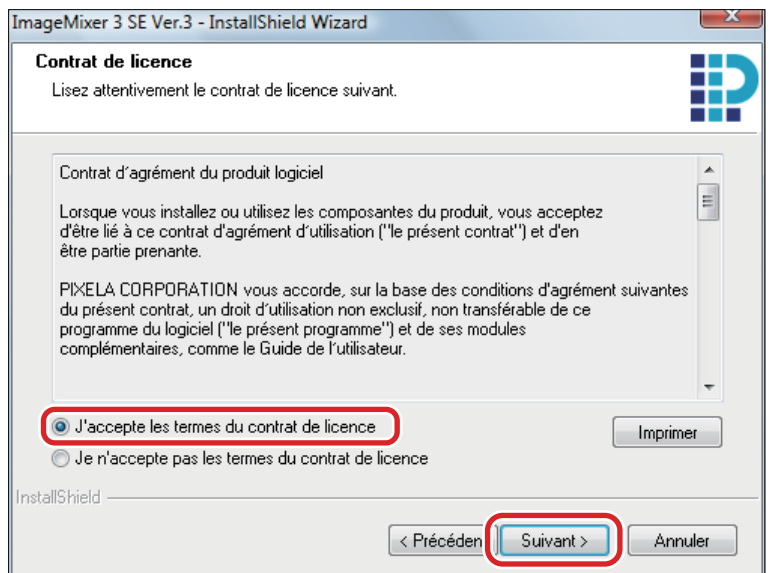 ImageMixer 3 SE Ver.3 - InstallShield Wizard
Contrat de licence
Lisez attentivement le contrat de licence suivant.
Contrat d´agrément du produit logiciel
Lorsque vous installez ou utilisez les composantes du produit, vous acceptez
d'être lié à ce contrat d'agrément d´utilisation ("le présent contrat") et d'en
être partie prenante.
PIXELA CORPORATION vous accorde, sur la base des conditions d'agrément suivantes
du présent contrat, un droit d´utilisation non exclusif, non transférable de ce
programme du logiciel ("le présent programme") et de ses modules
complémentaires, comme le Guide de l´utilisateur.
J'accepte les termes du contrat de licence
Imprimer
Je n'accepte pas les termes du contrat de licence
InstallShield
< Précéden
Suivant >
Annuler